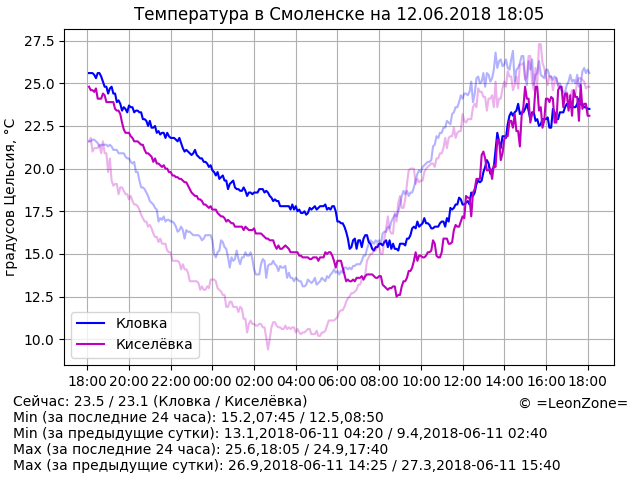 Температура в Смоленске на 12.06.2018 18:05
градусов Цельсия, °C
27.5
25.0
22.5
20.0
17.5
15.0
12.5
10.0
Кловка
Киселёвка
18:00 20:00 22:00 00:00 02:00 04:00 06:00 08:00 10:00 12:00 14:00 16:00 18:00
Сейчас: 23.5 / 23.1 (Кловка / Киселёвка)
© =LeonZone=
Min (за последние 24 часа): 15.2,07:45 / 12.5,08:50
Min (за предыдущие сутки): 13.1,2018-06-11 04:20 / 9.4,2018-06-11 02:40
Max (за последние 24 часа): 25.6,18:05 / 24.9,17:40
Max (за предыдущие сутки): 26.9,2018-06-11 14:25 / 27.3,2018-06-11 15:40